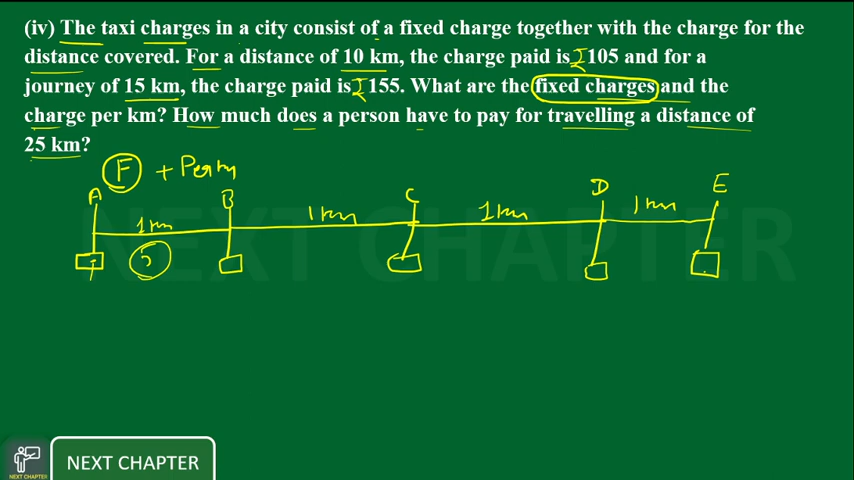 (iv) The taxi charges in a city consist of a fixed charge together with the charge for the
distance covered. For a distance of 10 km, the charge paid is ₹105 and for a
journey of 15 km, the charge paid is ₹155. What are the fixed charges and the
charge per km? How much does a person have to pay for travelling a distance of
25 km?
F + Per km
A B C D E
1 km 1 km 1 km 1 km
5
NEXT CHAPTER
NEXT CHAPTER
NEXT CHAPTER